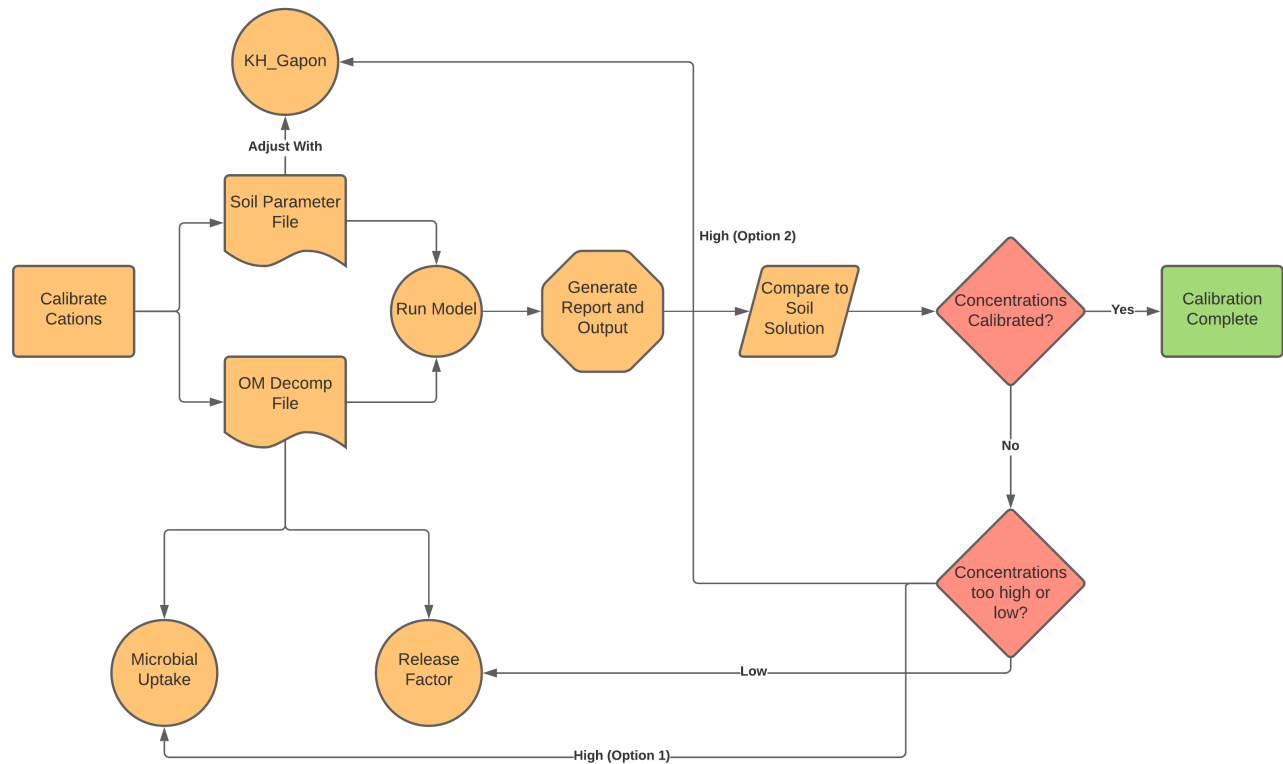 KH_Gapon
Adjust With
Soil Parameter
File
High (Option 2)
Calibrate
Cations
Run Model
Generate
Report and
Output
Compare to
Soil
Solution
Concentrations
Calibrated?
Yes
Calibration
Complete
OM Decomp
File
No
Concentrations
too high or
low?
Microbial
Uptake
Release
Factor
Low
High (Option 1)